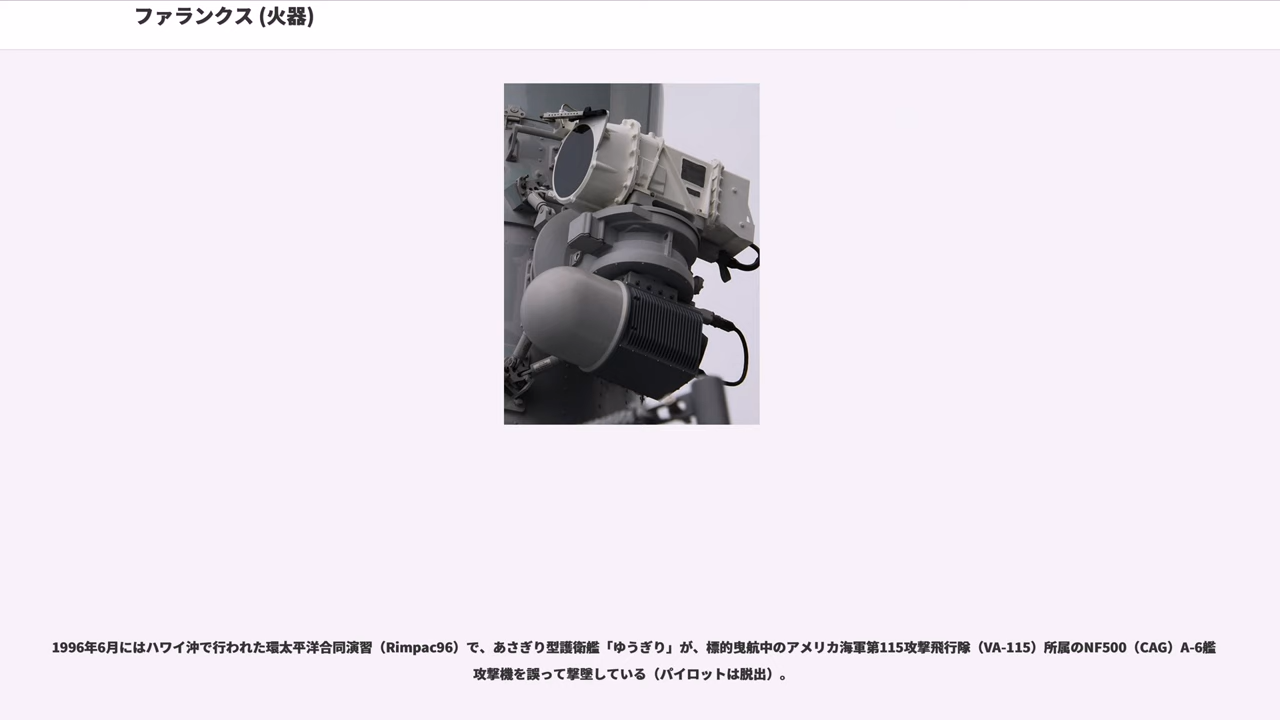 ファランクス (火器)
1996年6月にはハワイ沖で行われた環太平洋合同演習（Rimpac96）で、あさぎり型護衛艦「ゆうぎり」が、標的曳航中のアメリカ海軍第115攻撃飛行隊（VA-115）所属のNF500（CAG）A-6艦
攻撃機を誤って撃墜している（パイロットは脱出）。